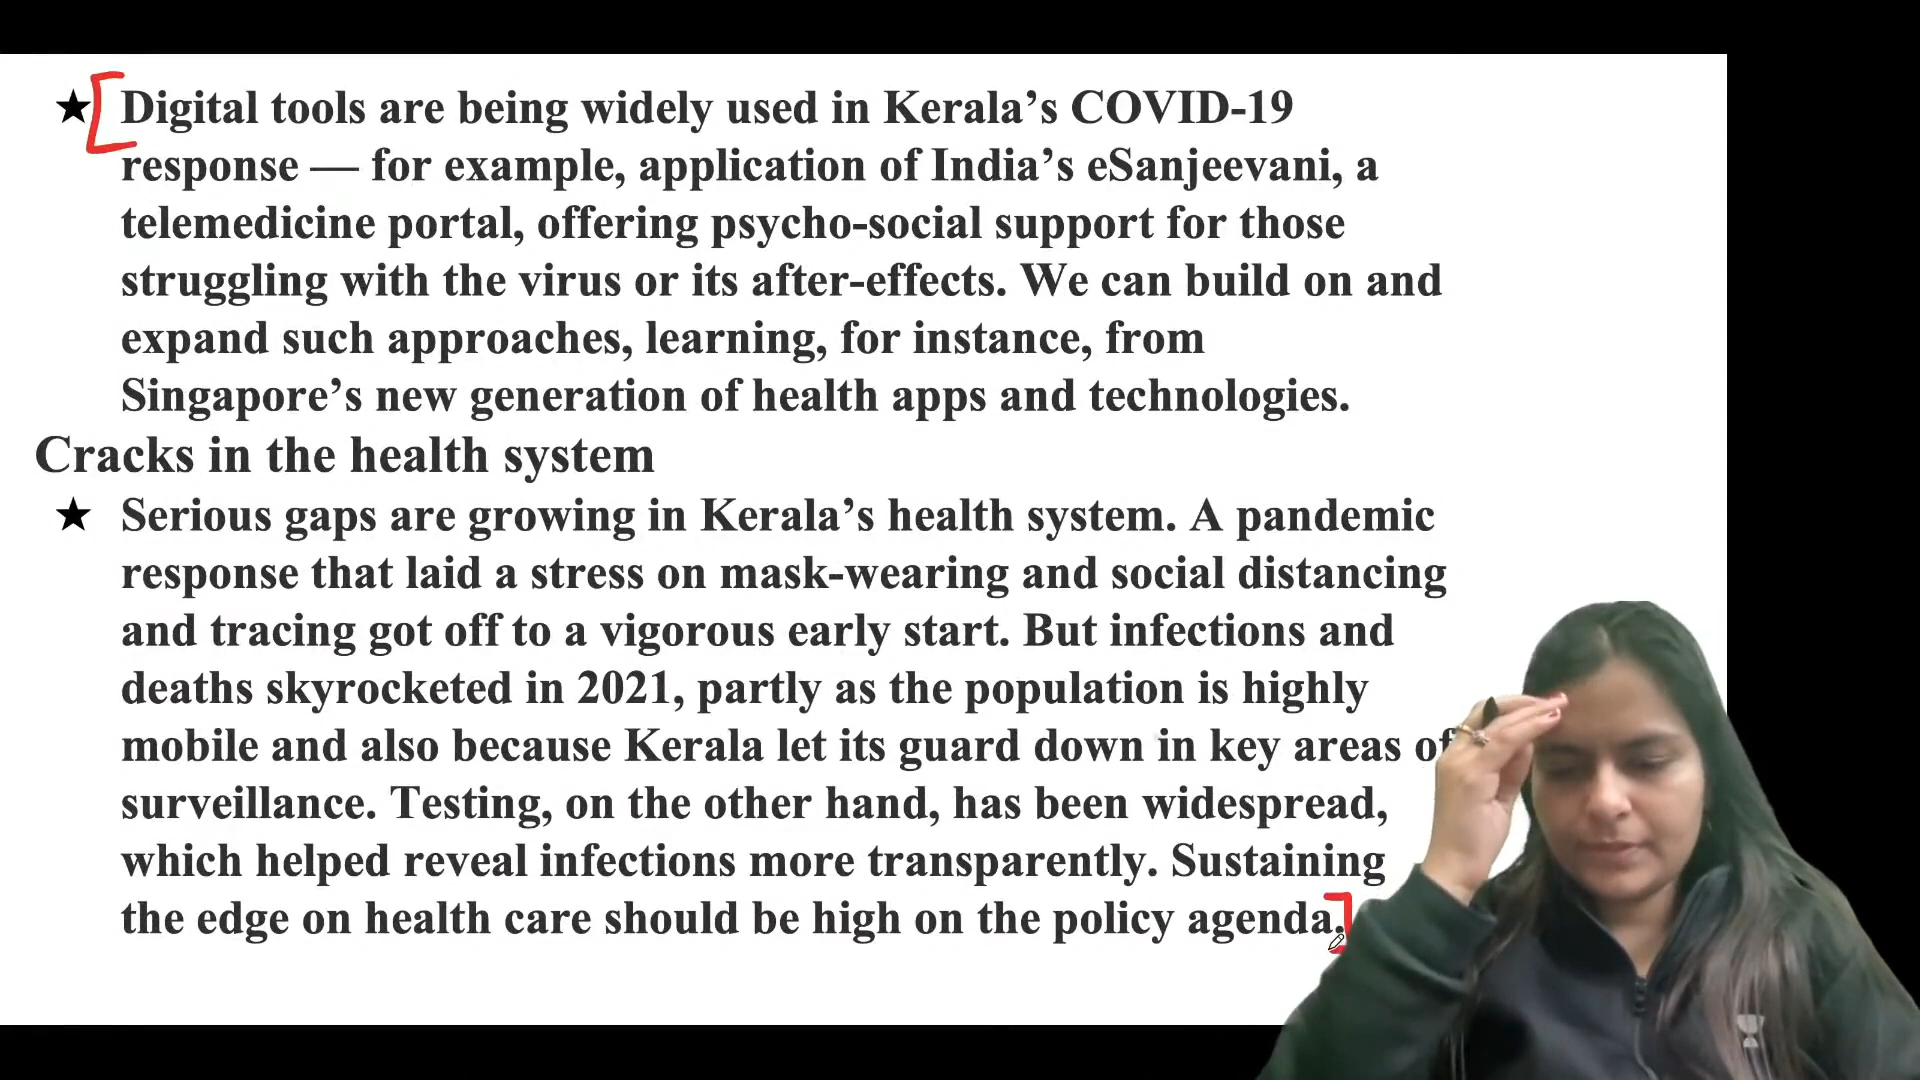 ★ Digital tools are being widely used in Kerala’s COVID-19
response — for example, application of India’s eSanjeevani, a
telemedicine portal, offering psycho-social support for those
struggling with the virus or its after-effects. We can build on and
expand such approaches, learning, for instance, from
Singapore’s new generation of health apps and technologies.
Cracks in the health system
★ Serious gaps are growing in Kerala’s health system. A pandemic
response that laid a stress on mask-wearing and social distancing
and tracing got off to a vigorous early start. But infections and
deaths skyrocketed in 2021, partly as the population is highly
mobile and also because Kerala let its guard down in key areas of
surveillance. Testing, on the other hand, has been widespread,
which helped reveal infections more transparently. Sustaining
the edge on health care should be high on the policy agenda.